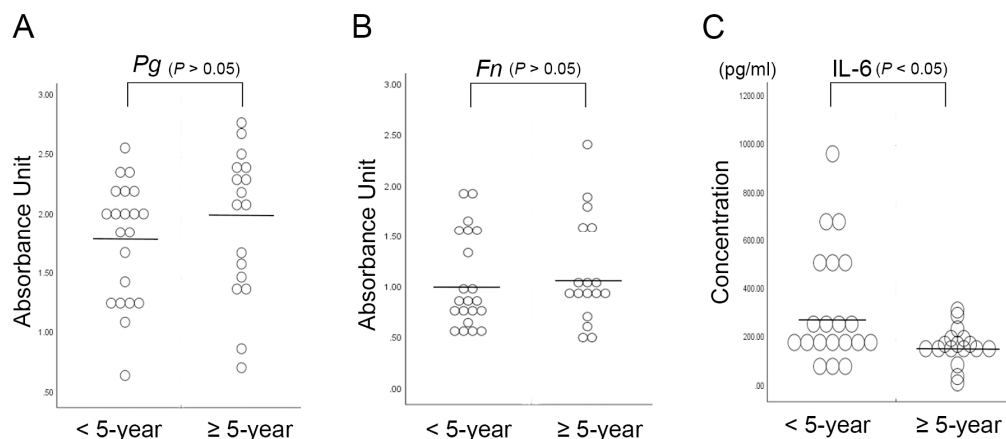 A
Pg (P > 0.05)
Absorbance Unit
3.00
2.50
2.00
1.50
1.00
.50
< 5-year
≥ 5-year
B
Fn (P > 0.05)
Absorbance Unit
3.00
2.50
2.00
1.50
1.00
.50
.00
< 5-year
≥ 5-year
C
(pg/ml)
IL-6 (P < 0.05)
Concentration
1200.00
1000.00
800.00
600.00
400.00
200.00
.00
< 5-year
≥ 5-year